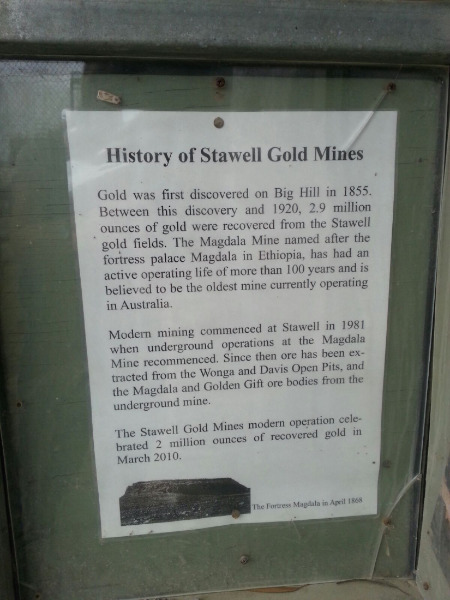 History of Stawell Gold Mines
Gold was first discovered on Big Hill in 1855.
Between this discovery and 1920, 2.9 million
ounces of gold were recovered from the Stawell
gold fields. The Magdala Mine named after the
fortress palace Magdala in Ethiopia, has had an
active operating life of more than 100 years and is
believed to be the oldest mine currently operating
in Australia.
Modern mining commenced at Stawell in 1981
when underground operations at the Magdala
Mine recommenced. Since then ore has been ex-
tracted from the Wonga and Davis Open Pits, and
the Magdala and Golden Gift ore bodies from the
underground mine.
The Stawell Gold Mines modern operation cele-
brated 2 million ounces of recovered gold in
March 2010.
The Fortress Magdala in April 1868